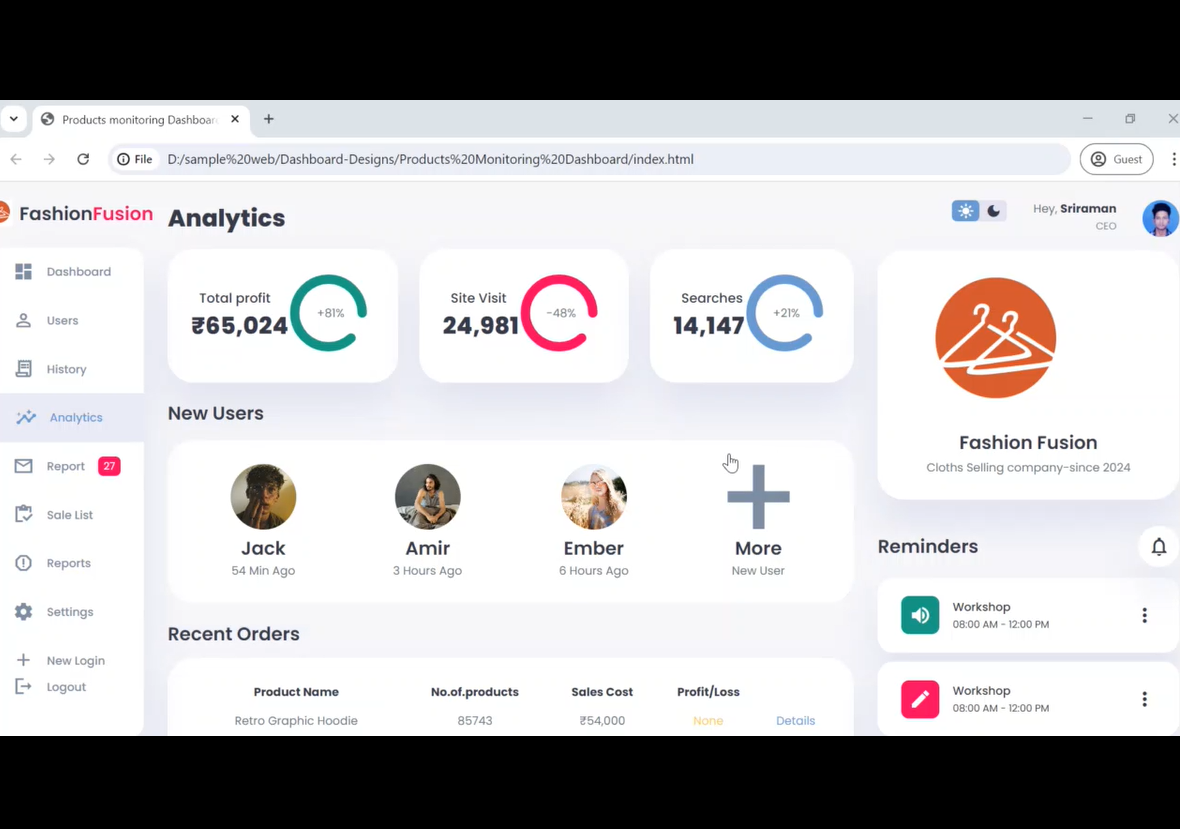 Products monitoring Dashboar
File
D:/sample%20web/Dashboard-Designs/Products%20Monitoring%20Dashboard/index.html
Guest
FashionFusion
Analytics
Hey, Sriraman
CEO
Dashboard
Users
History
Analytics
Report 27
Sale List
Reports
Settings
New Login
Logout
Total profit
₹65,024
+81%
Site Visit
24,981
-48%
Searches
14,147
+21%
New Users
Jack
54 Min Ago
Amir
3 Hours Ago
Ember
6 Hours Ago
More
New User
Recent Orders
Product Name No.of.products Sales Cost Profit/Loss
Retro Graphic Hoodie 85743 ₹54,000 None Details
Fashion Fusion
Cloths Selling company-since 2024
Reminders
Workshop
08:00 AM - 12:00 PM
Workshop
08:00 AM - 12:00 PM